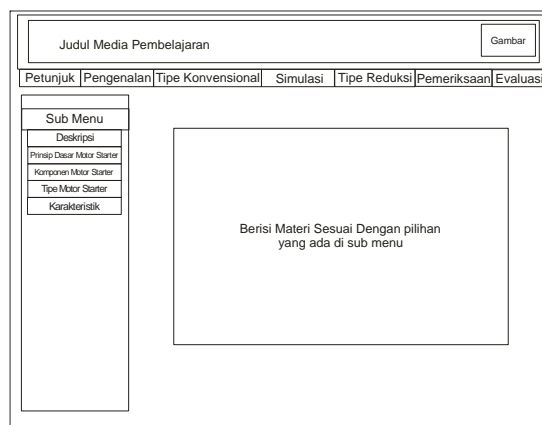 Judul Media Pembelajaran
Gambar
Petunjuk Pengenalan Tipe Konvensional Simulasi Tipe Reduksi Pemeriksaan Evaluasi
Sub Menu
Deskripsi
Prinsip Dasar Motor Starter
Komponen Motor Starter
Tipe Motor Starter
Karakteristik
Berisi Materi Sesuai Dengan pilihan
yang ada di sub menu